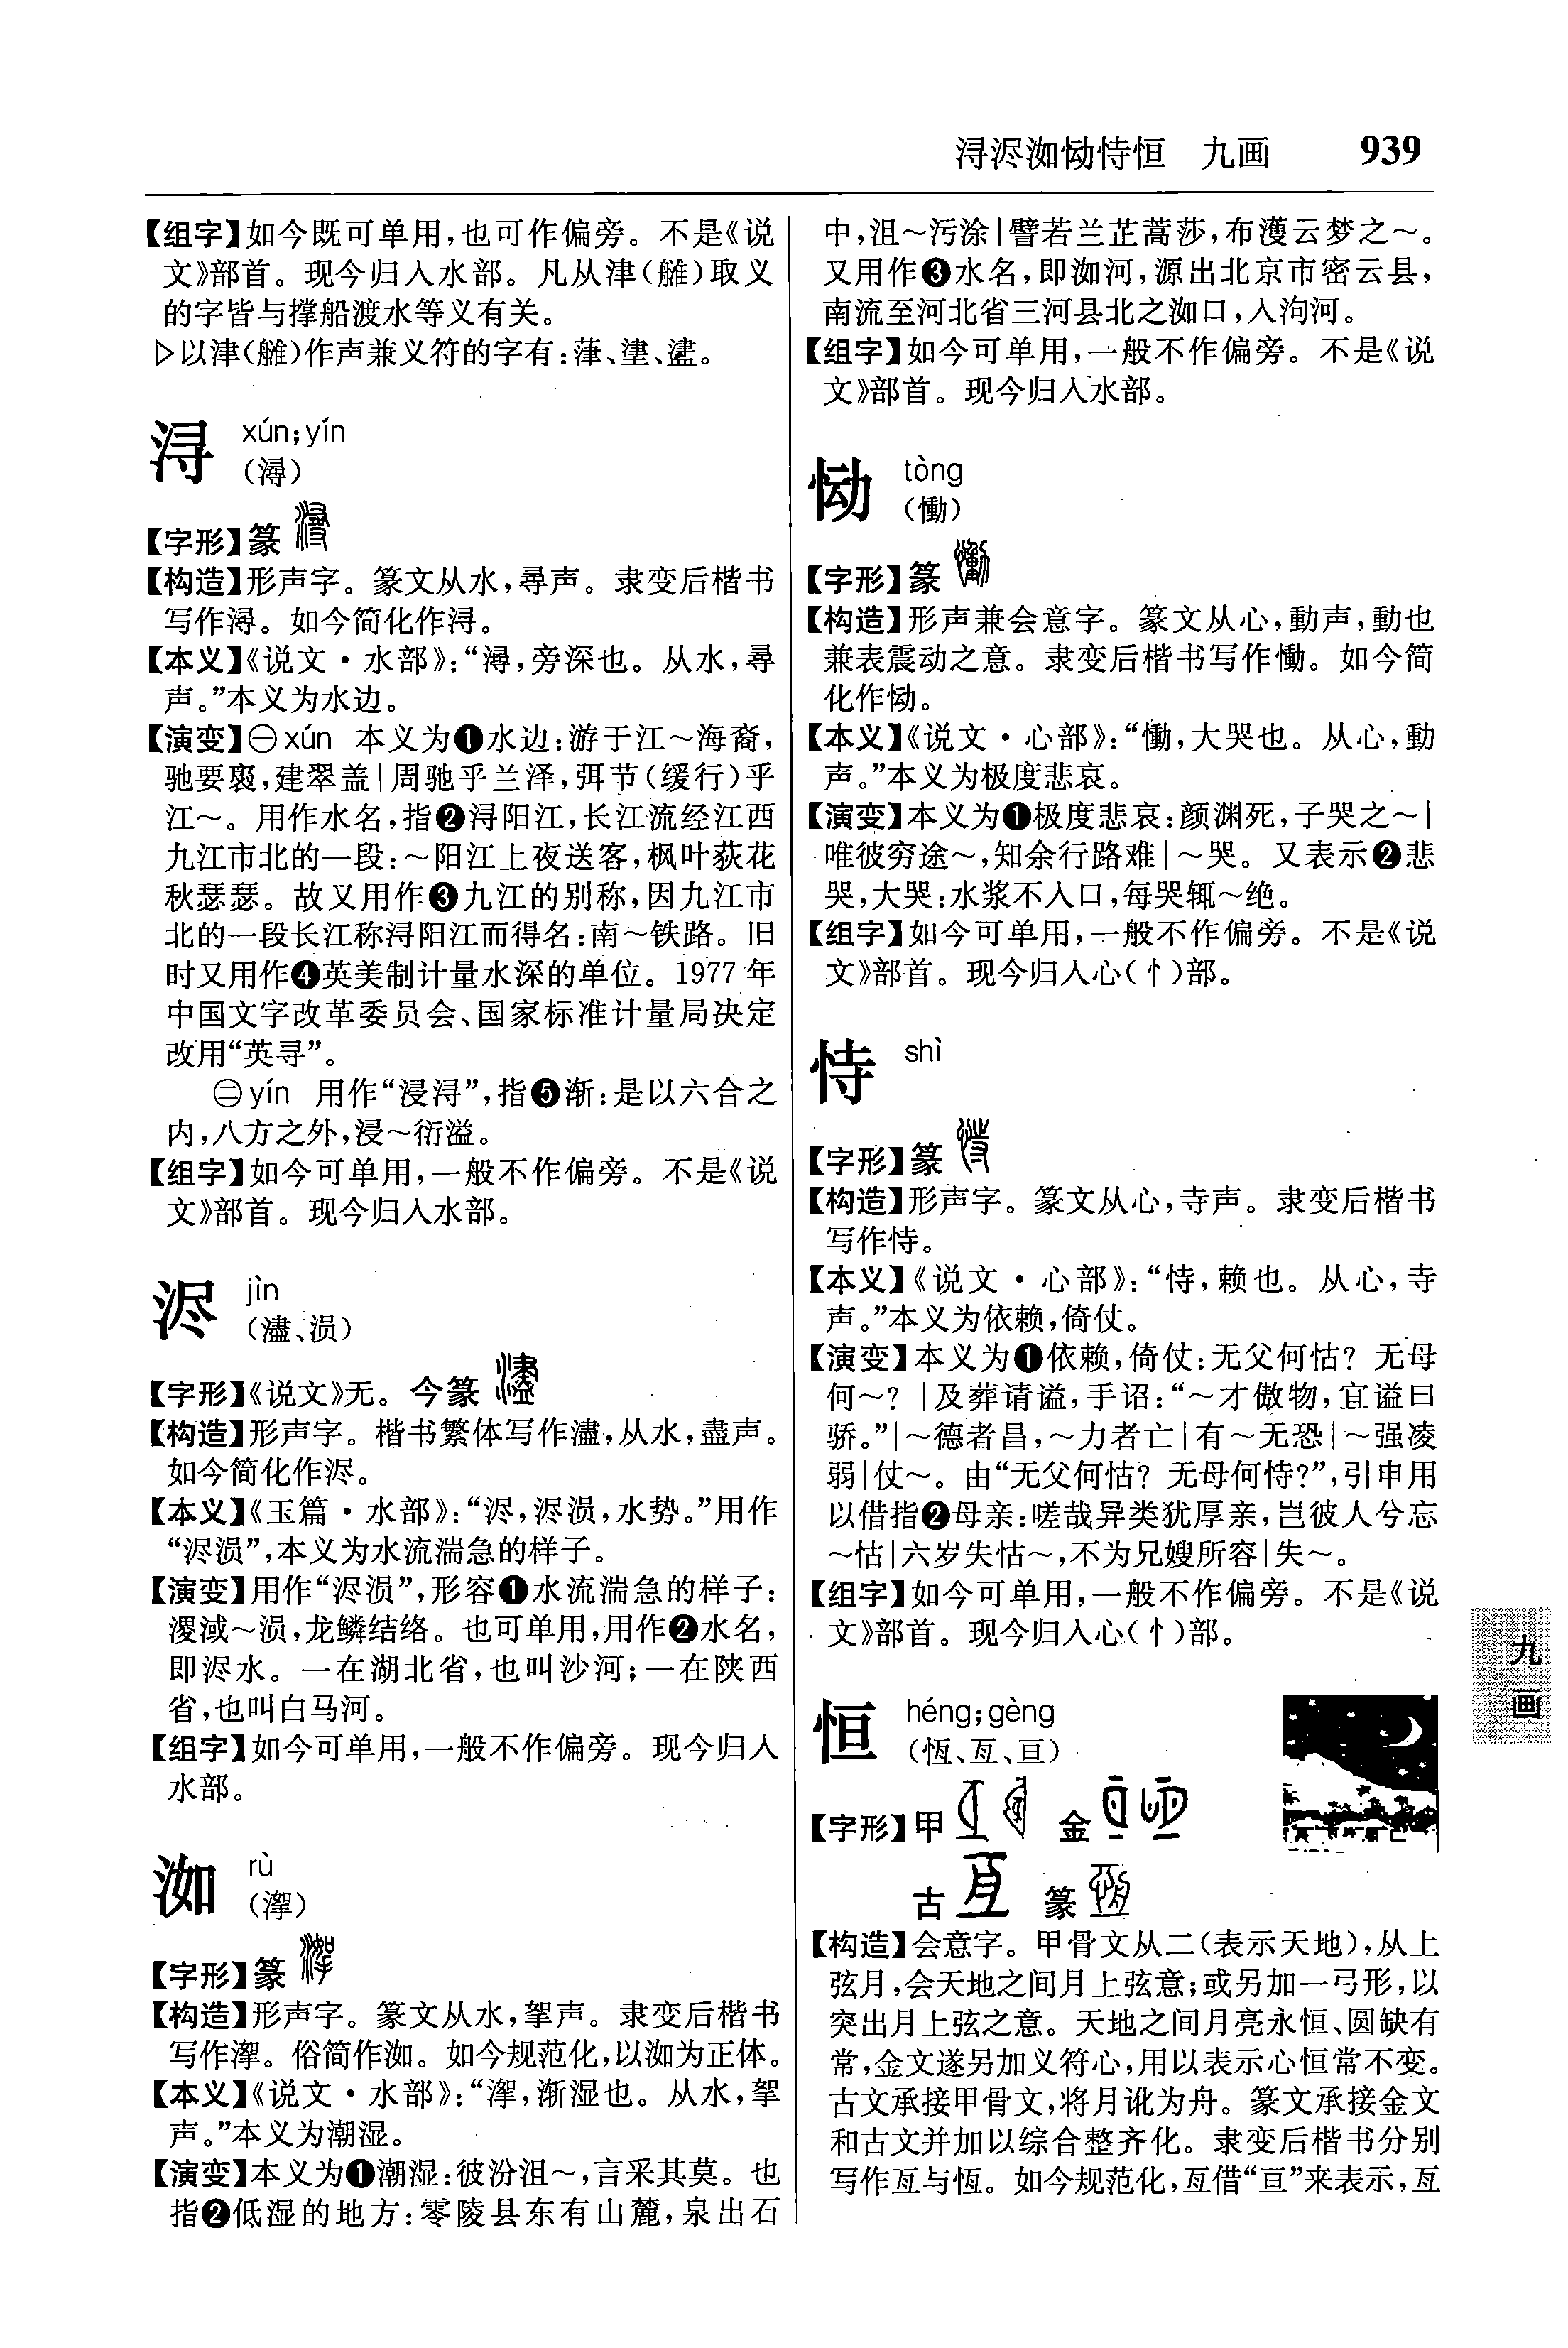 浔浕洳恸恃恒 九画 939
【组字】如今既可单用,也可作偏旁。不是《说
文》部首。现今归入水部。凡从津(雦)取义
的字皆与撑船渡水等义有关。
▷以津(雦)作声兼义符的字有:葏、堻、
浔 xún;yín
(潯)
【字形】篆
【构造】形声字。篆文从水,尋声。隶变后楷书
写作潯。如今简化作浔。
【本义】《说文·水部》:“潯,旁深也。从水,尋
声。”本义为水边。
【演变】㊀xún 本义为❶水边:游于江～海裔,
驰要褭,建翠盖|周驰乎兰泽,弭节(缓行)乎
江～。用作水名,指❷浔阳江,长江流经江西
九江市北的一段:～阳江上夜送客,枫叶荻花
秋瑟瑟。故又用作❸九江的别称,因九江市
北的一段长江称浔阳江而得名:南～铁路。旧
时又用作❹英美制计量水深的单位。1977年
中国文字改革委员会、国家标准计量局决定
改用“英寻”。
㊁yín 用作“浸浔”,指❺渐:是以六合之
内,八方之外,浸～衍溢。
【组字】如今可单用,一般不作偏旁。不是《说
文》部首。现今归入水部。
浕 jìn
(濜、涢)
【字形】《说文》无。今篆
【构造】形声字。楷书繁体写作濜,从水,盡声。
如今简化作浕。
【本义】《玉篇·水部》:“浕,浕涢,水势。”用作
“浕涢”,本义为水流湍急的样子。
【演变】用作“浕涢”,形容❶水流湍急的样子:
溭淢～涢,龙鳞结络。也可单用,用作❷水名,
即浕水。一在湖北省,也叫沙河;一在陕西
省,也叫白马河。
【组字】如今可单用,一般不作偏旁。现今归入
水部。
洳 rù
(㳶)
【字形】篆
【构造】形声字。篆文从水,挐声。隶变后楷书
写作。俗简作洳。如今规范化,以洳为正体。
【本义】《说文·水部》:“,渐湿也。从水,挐
声。”本义为潮湿。
【演变】本义为❶潮湿:彼汾沮～,言采其莫。也
指❷低湿的地方:零陵县东有山麓,泉出石
中,沮～污涂|譬若兰芷蒿莎,布濩云梦之～。
又用作❸水名,即洳河,源出北京市密云县,
南流至河北省三河县北之洳口,入泃河。
【组字】如今可单用,一般不作偏旁。不是《说
文》部首。现今归入水部。
恸 tòng
(慟)
【字形】篆
【构造】形声兼会意字。篆文从心,動声,動也
兼表震动之意。隶变后楷书写作慟。如今简
化作恸。
【本义】《说文·心部》:“慟,大哭也。从心,動
声。”本义为极度悲哀。
【演变】本义为❶极度悲哀:颜渊死,子哭之～|
唯彼穷途～,知余行路难|～哭。又表示❷悲
哭,大哭:水浆不入口,每哭辄～绝。
【组字】如今可单用,一般不作偏旁。不是《说
文》部首。现今归入心(忄)部。
恃 shì
【字形】篆
【构造】形声字。篆文从心,寺声。隶变后楷书
写作恃。
【本义】《说文·心部》:“恃,赖也。从心,寺
声。”本义为依赖,倚仗。
【演变】本义为❶依赖,倚仗:无父何怙?无母
何～?|及葬请谥,手诏:“～才傲物,宜谥曰
骄。”|～德者昌,～力者亡|有～无恐|～强凌
弱|仗～。由“无父何怙?无母何恃?”,引申用
以借指❷母亲:嗟哉异类犹厚亲,岂彼人兮忘
～怙|六岁失怙～,不为兄嫂所容|失～。
【组字】如今可单用,一般不作偏旁。不是《说
文》部首。现今归入心(忄)部。
恒 héng;gèng
(恆、亙、亘)
【字形】甲 金
古 篆
【构造】会意字。甲骨文从二(表示天地),从上
弦月,会天地之间月上弦意;或另加一弓形,以
突出月上弦之意。天地之间月亮永恒、圆缺有
常,金文遂另加义符心,用以表示心恒常不变。
古文承接甲骨文,将月讹为舟。篆文承接金文
和古文并加以综合整齐化。隶变后楷书分别
写作亙与恆。如今规范化,亙借“亘”来表示,亙
九画